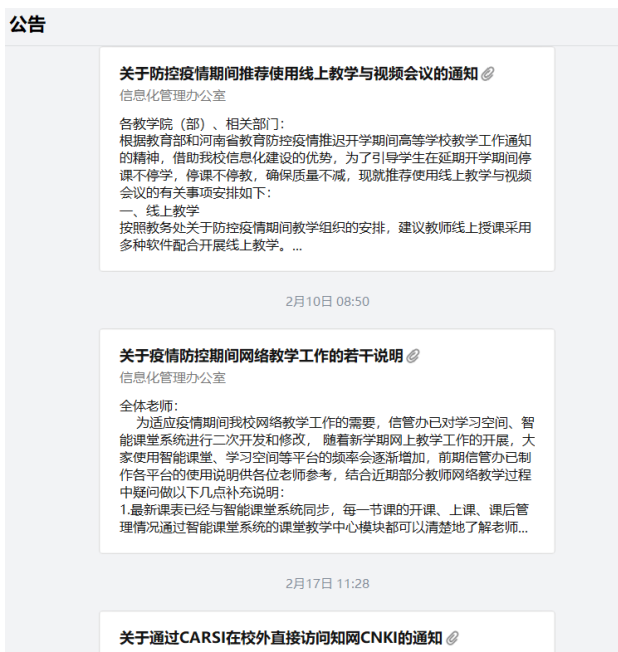 公告
关于防控疫情期间推荐使用线上教学与视频会议的通知
信息化管理办公室
各教学院（部）、相关部门：
根据教育部和河南省教育防控疫情推迟开学期间高等学校教学工作通知
的精神，借助我校信息化建设的优势，为了引导学生在延期开学期间停
课不停学，停课不停教，确保质量不减，现就推荐使用线上教学与视频
会议的有关事项安排如下：
一、线上教学
按照教务处关于防控疫情期间教学组织的安排，建议教师线上授课采用
多种软件配合开展线上教学。...
2月10日 08:50
关于疫情防控期间网络教学工作的若干说明
信息化管理办公室
全体老师：
为适应疫情期间我校网络教学工作的需要，信管办已对学习空间、智
能课堂系统进行二次开发和修改， 随着新学期网上教学工作的开展，大
家使用智能课堂、学习空间等平台的频率会逐渐增加，前期信管办已制
作各平台的使用说明供各位老师参考，结合近期部分教师网络教学过程
中疑问做以下几点补充说明：
1.最新课表已经与智能课堂系统同步，每一节课的开课、上课、课后管
理情况通过智能课堂系统的课堂教学中心模块都可以清楚地了解老师...
2月17日 11:28
关于通过CARSI在校外直接访问知网CNKI的通知